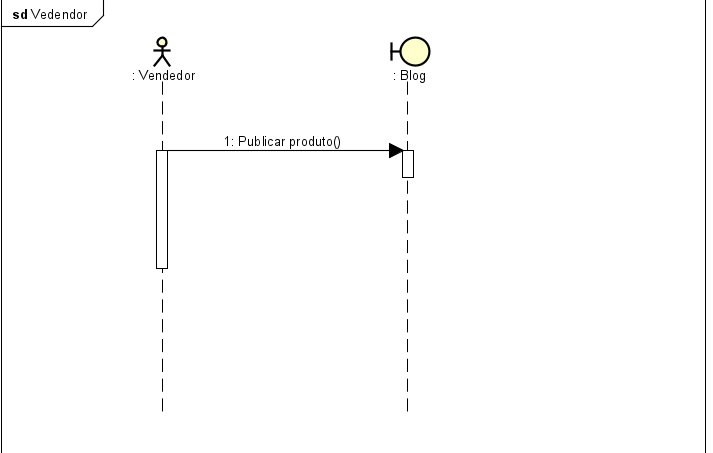 sd Vedendor
: Vendedor
: Blog
1: Publicar produto()